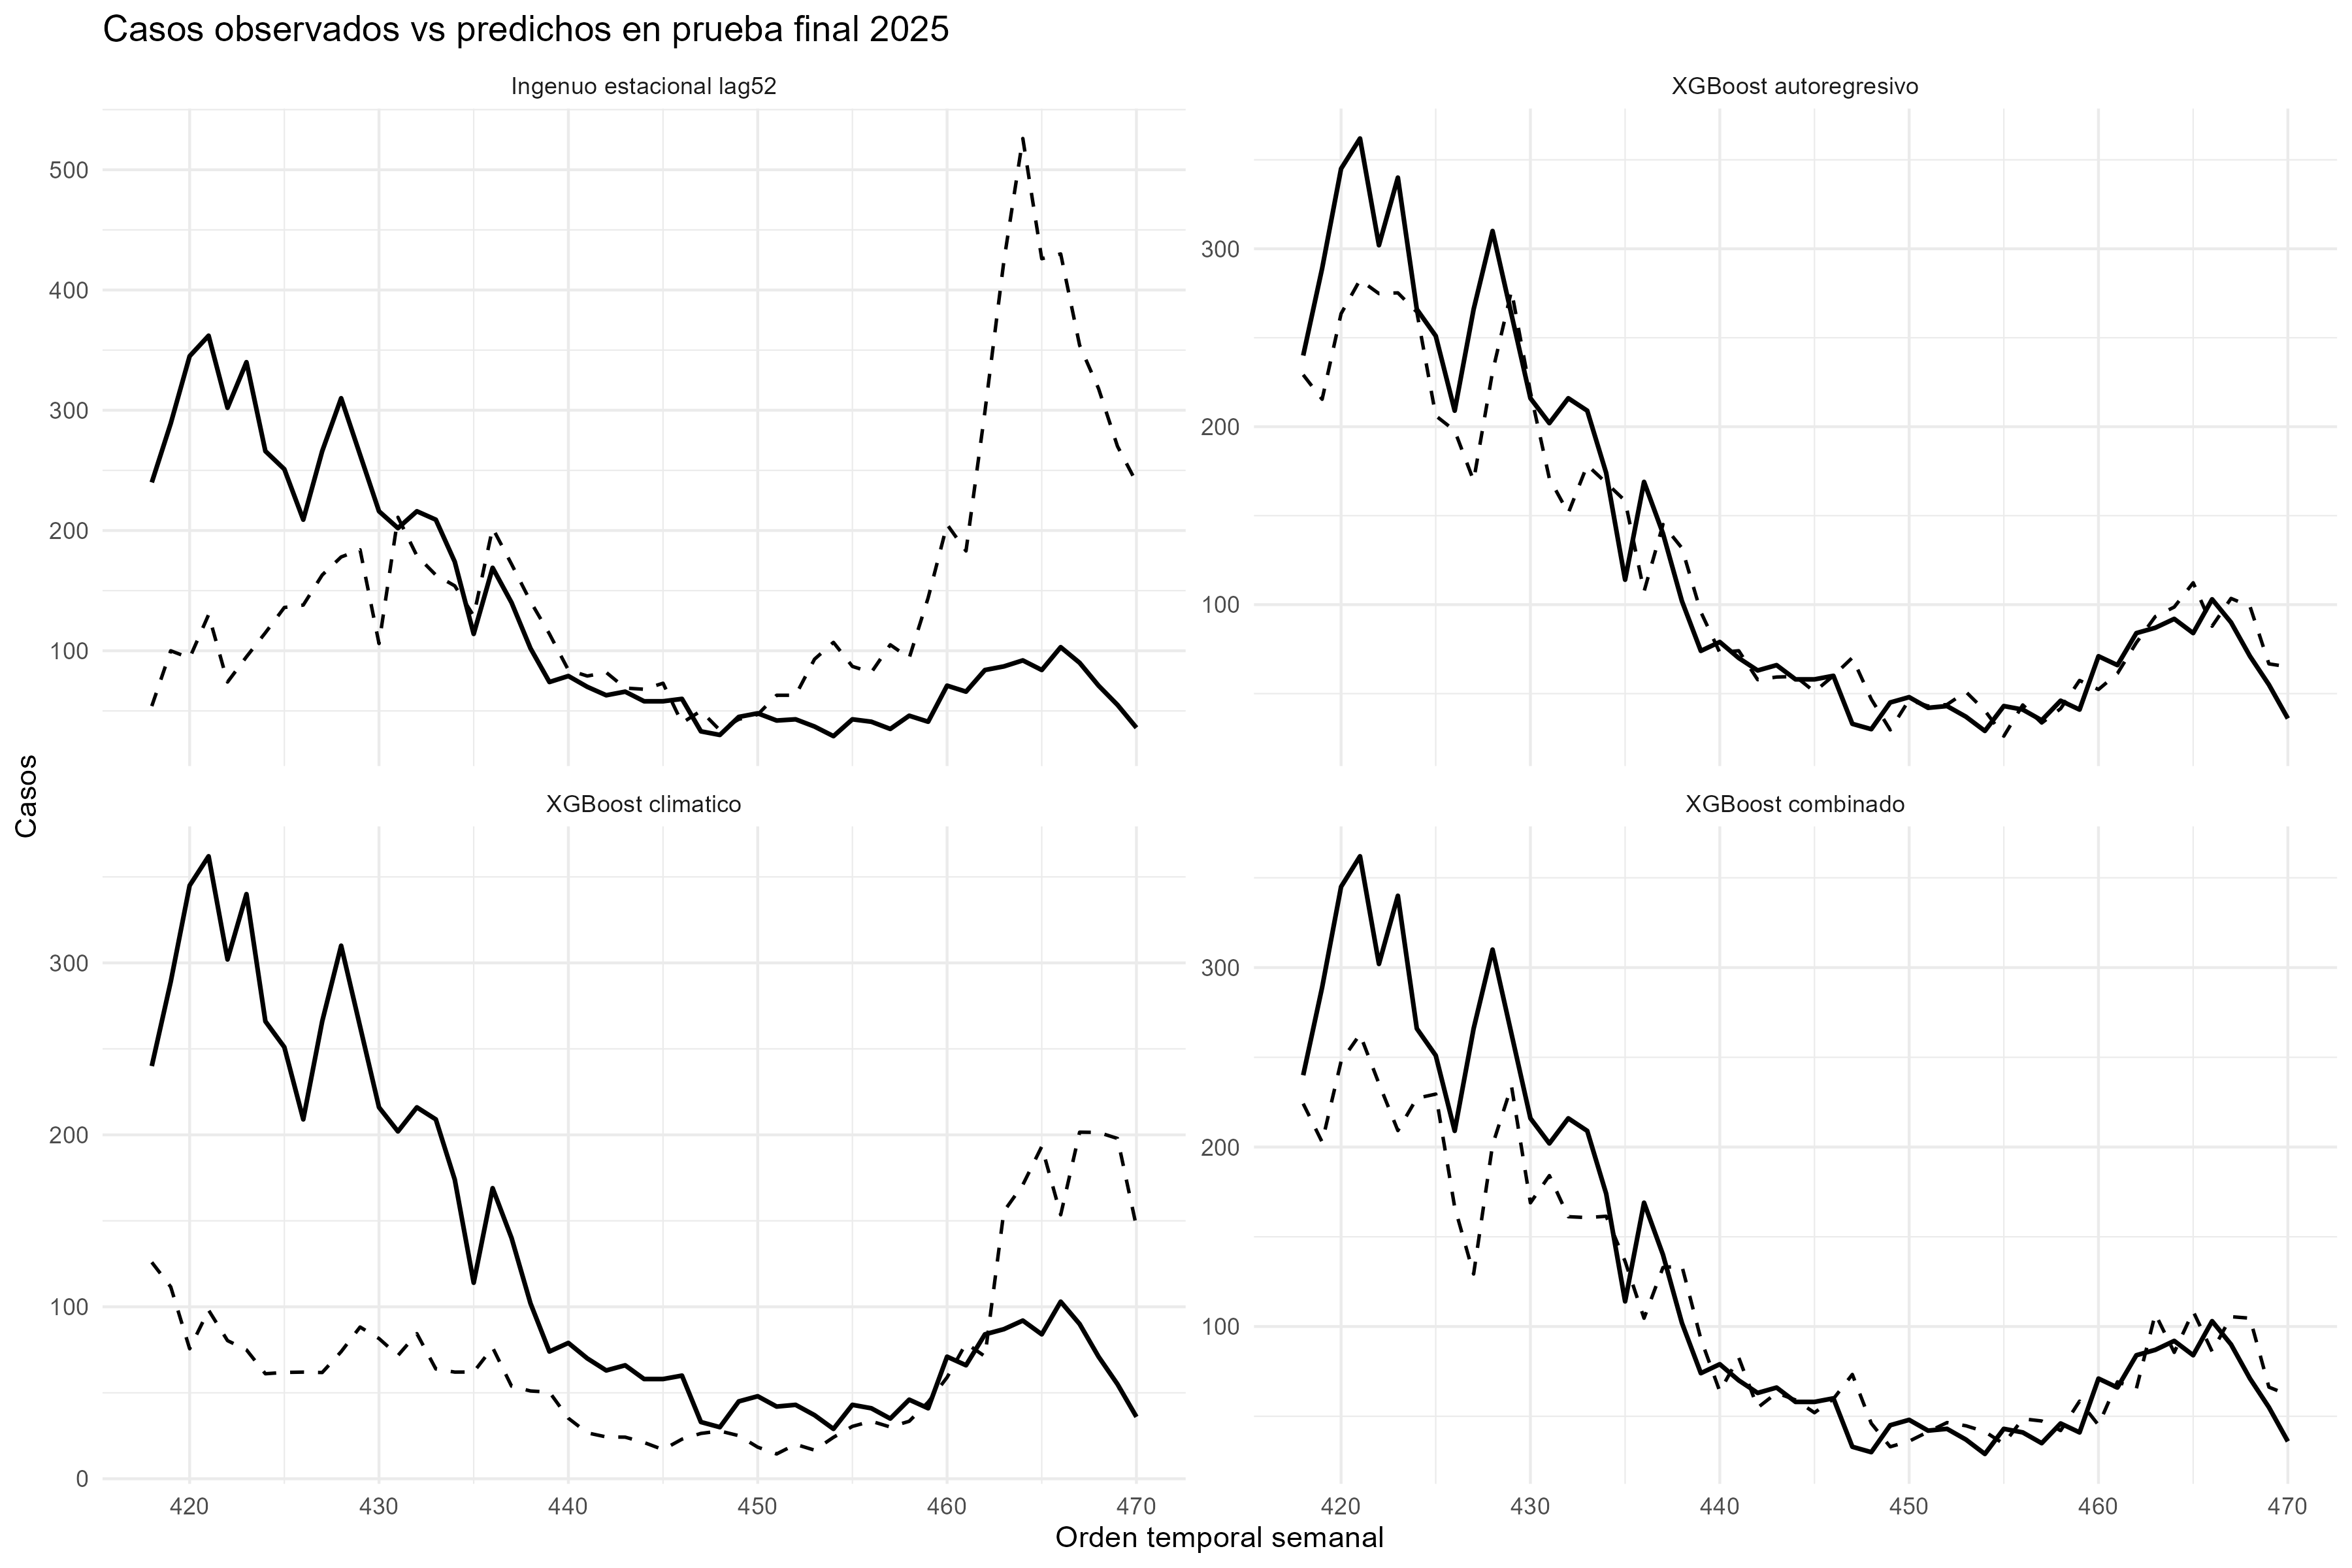 Casos observados vs predichos en prueba final 2025
Ingenuo estacional lag52
XGBoost autoregresivo
500
400
300
200
100
300
200
100
Casos
XGBoost climatico
XGBoost combinado
300
200
100
0
300
200
100
420 430 440 450 460 470
420 430 440 450 460 470
Orden temporal semanal